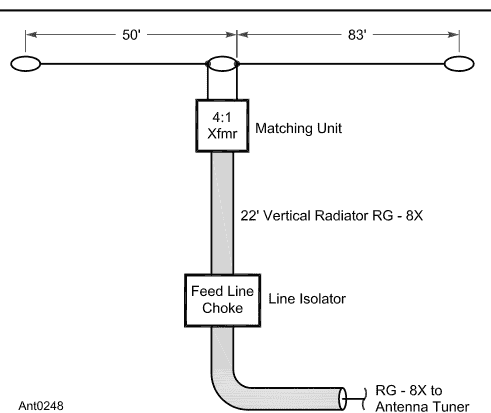 50' 83'
4:1
Xfmr
Matching Unit
22' Vertical Radiator RG - 8X
Feed Line
Choke
Line Isolator
RG - 8X to
Antenna Tuner
Ant0248